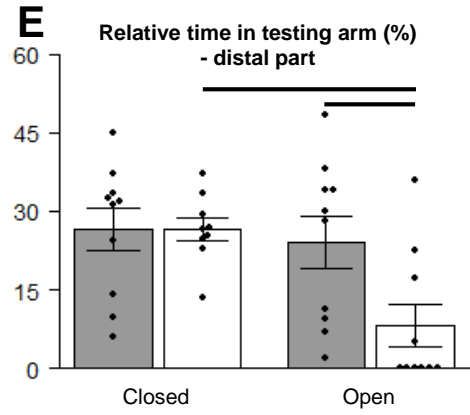 E
Relative time in testing arm (%)
- distal part
60
45
30
15
0
Closed Open